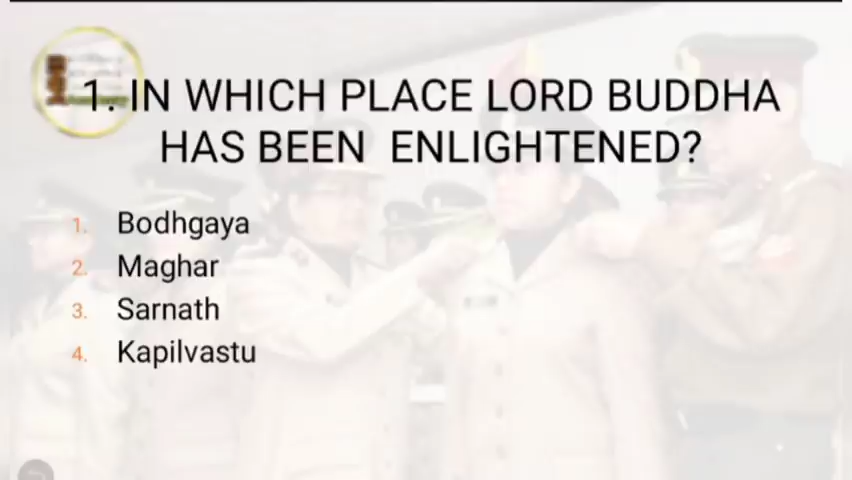 1. IN WHICH PLACE LORD BUDDHA
HAS BEEN ENLIGHTENED?
1. Bodhgaya
2. Maghar
3. Sarnath
4. Kapilvastu